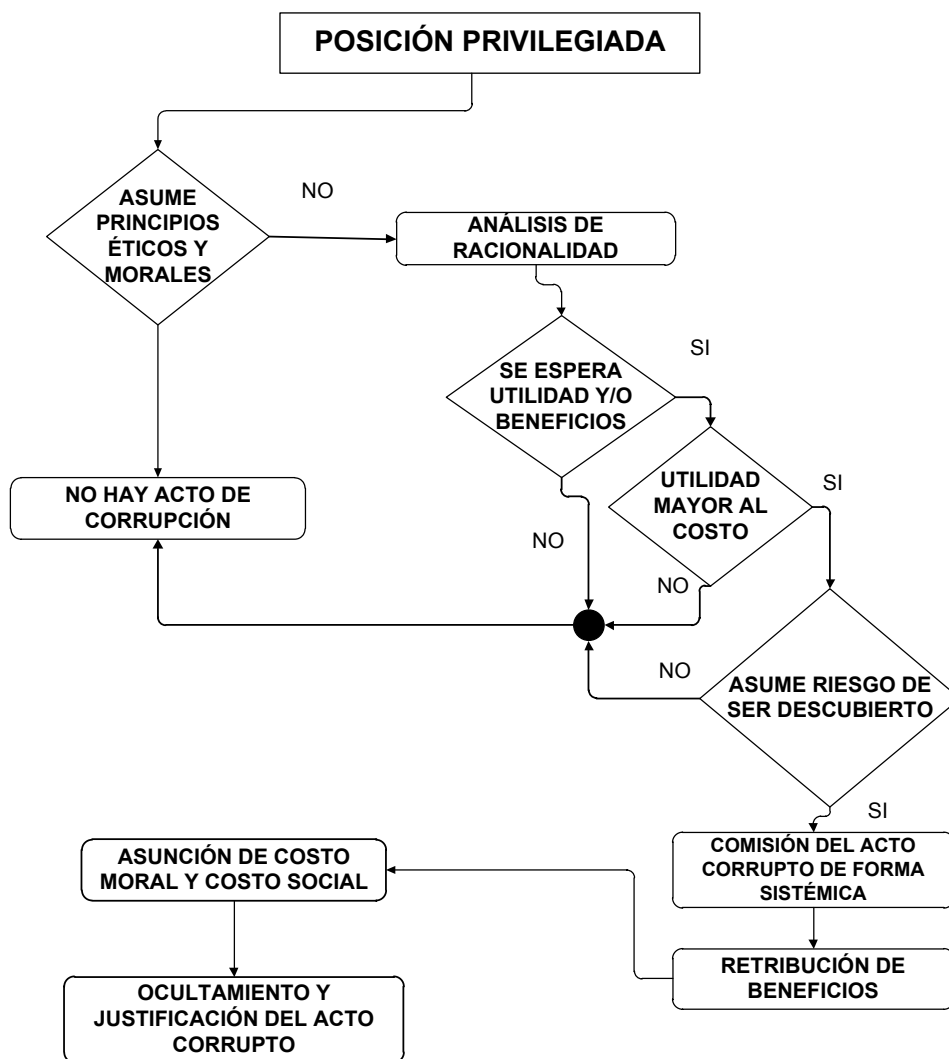 POSICIÓN PRIVILEGIADA
ASUME
PRINCIPIOS
ÉTICOS Y
MORALES
NO
ANÁLISIS DE
RACIONALIDAD
SE ESPERA
UTILIDAD Y/O
BENEFICIOS
SI
UTILIDAD
MAYOR AL
COSTO
SI
NO HAY ACTO DE
CORRUPCIÓN
NO
NO
NO
ASUME RIESGO DE
SER DESCUBIERTO
SI
COMISIÓN DEL ACTO
CORRUPTO DE FORMA
SISTÉMICA
RETRIBUCIÓN DE
BENEFICIOS
ASUNCIÓN DE COSTO
MORAL Y COSTO SOCIAL
OCULTAMIENTO Y
JUSTIFICACIÓN DEL ACTO
CORRUPTO